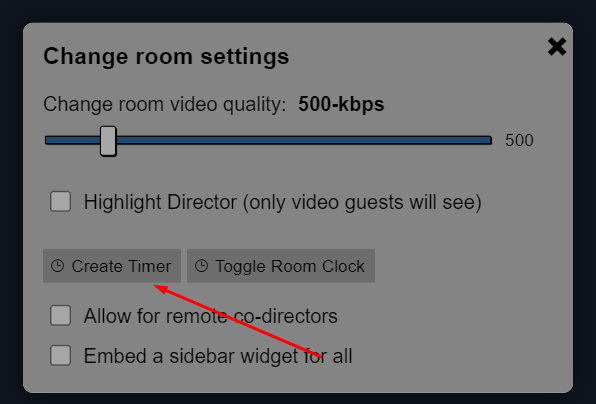 Change room settings
Change room video quality: 500-kbps
500
Highlight Director (only video guests will see)
Create Timer Toggle Room Clock
Allow for remote co-directors
Embed a sidebar widget for all